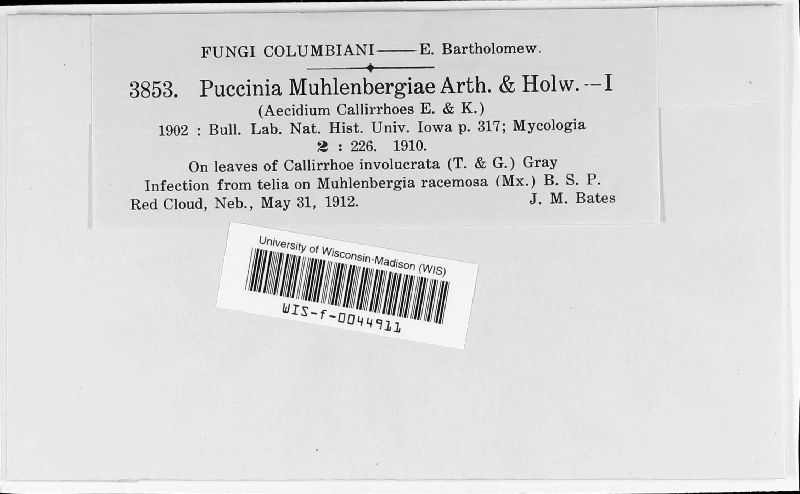 FUNGI COLUMBIANI—E. Bartholomew.
3853. Puccinia Muhlenbergiae Arth. & Holw.—I
(Aecidium Callirrhoes E. & K.)
1902 : Bull. Lab. Nat. Hist. Univ. Iowa p. 317; Mycologia
2 : 226. 1910.
On leaves of Callirrhoe involucrata (T. & G.) Gray
Infection from telia on Muhlenbergia racemosa (Mx.) B. S. P.
Red Cloud, Neb., May 31, 1912. J. M. Bates
University of Wisconsin-Madison (WIS)
WIS-f-0044911